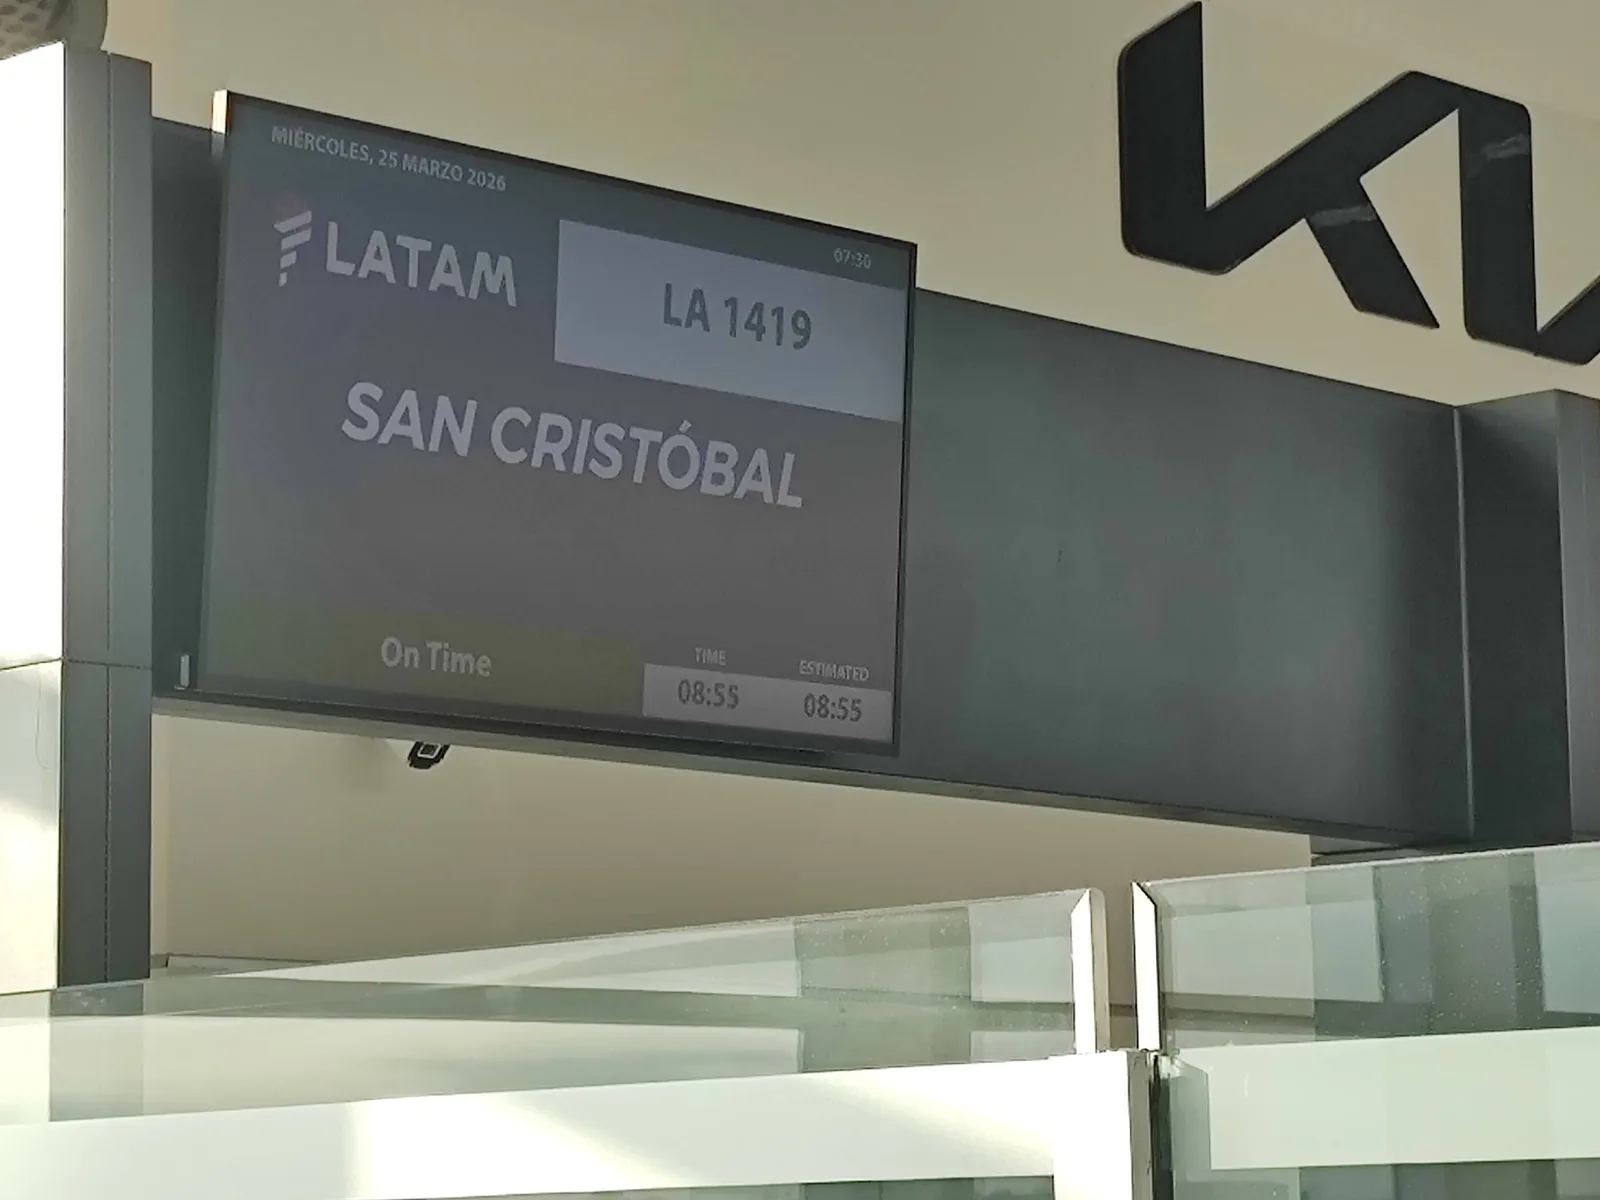 MIÉRCOLES, 25 MARZO 2026
07:30
LATAM
LA 1419
SAN CRISTÓBAL
On Time
TIME
ESTIMATED
08:55
08:55